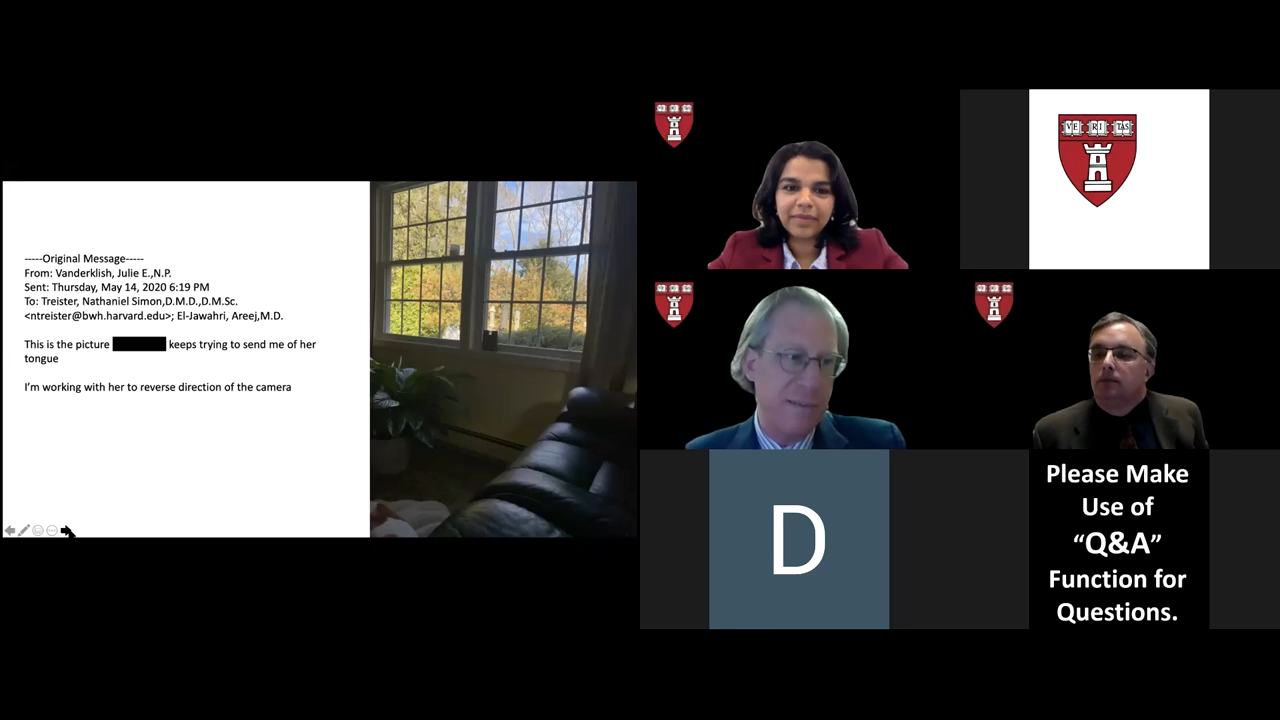 -----Original Message-----
From: Vanderklish, Julie E.,N.P.
Sent: Thursday, May 14, 2020 6:19 PM
To: Treister, Nathaniel Simon,D.M.D.,D.M.Sc.
<ntreister@bwh.harvard.edu>; El-Jawahri, Areej,M.D.
This is the picture keeps trying to send me of her
tongue
I'm working with her to reverse direction of the camera
VE RI TAS
D
Please Make
Use of
“Q&A”
Function for
Questions.